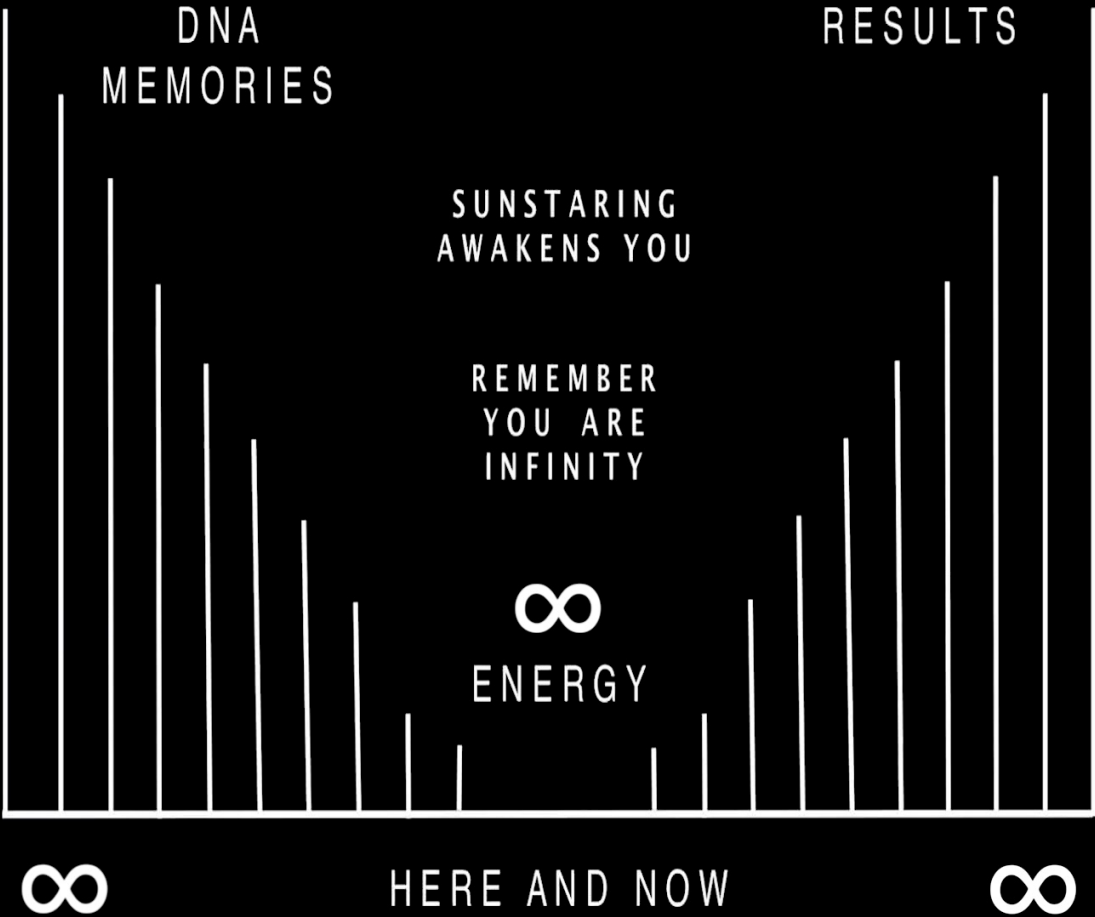 DNA
MEMORIES
RESULTS
SUNSTARING
AWAKENS YOU
REMEMBER
YOU ARE
INFINITY
∞
ENERGY
∞ HERE AND NOW ∞